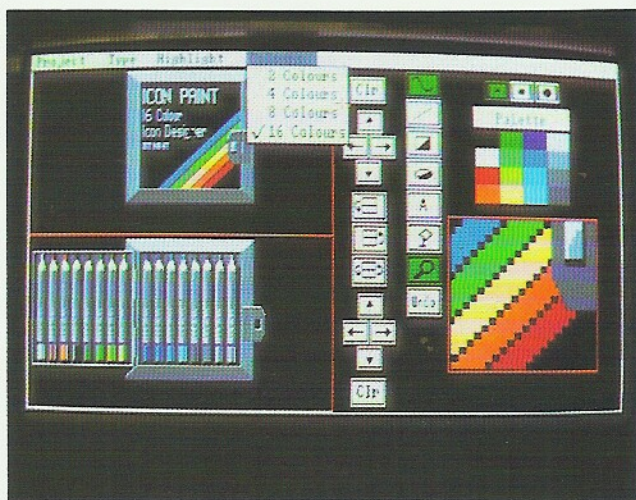 Project Type Highlight
2 Colours
4 Colours
8 Colours
✓ 16 Colours
ICON PAINT
16 Colour
Icon Designer
Clr
Palette
Undo
Clr